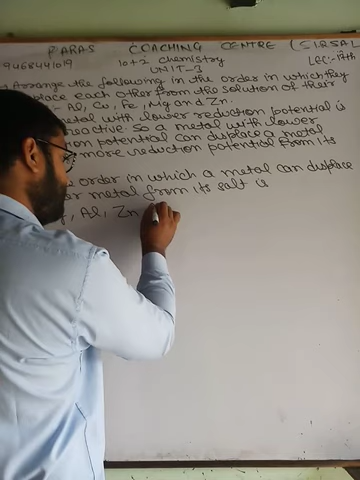 PARAS COACHING CENTRE (SIRSA)
9468441019 10+2 Chemistry
UNIT-3 LEC:-17th
Arrange the following in the order in which they
place each other from the solution of their
Al, Cu, Fe, Mg and Zn.
metal with lower reduction potential is
reactive so a metal with lower
potential can displace a metal
more reduction potential from its
order in which a metal can displace
metal from its salt is
Al, Zn